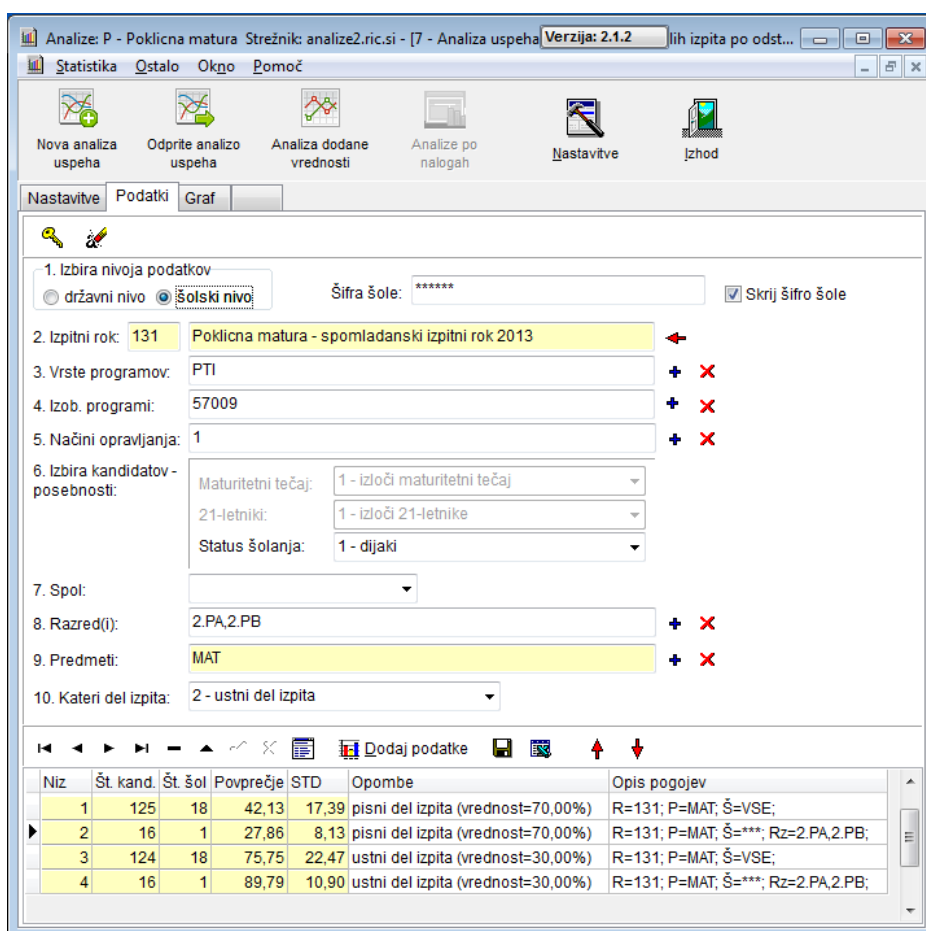 Analize: P - Poklicna matura Strežnik: analize2.ric.si - [7 - Analiza uspeha Verzija: 2.1.2 lih izpita po odst...
Statistika Ostalo Okno Pomoč
Nova analiza uspeha
Odprite analizo uspeha
Analiza dodane vrednosti
Analize po nalogah
Nastavitve
Izhod
Nastavitve Podatki Graf
1. Izbira nivoja podatkov
državni nivo šolski nivo Šifra šole: ****** Skrij šifro šole
2. Izpitni rok: 131 Poklicna matura - spomladanski izpitni rok 2013
3. Vrste programov: PTI
4. Izob. programi: 57009
5. Načini opravljanja: 1
6. Izbira kandidatov - posebnosti:
Maturitetni tečaj: 1 - izloči maturitetni tečaj
21-letniki: 1 - izloči 21-letnike
Status šolanja: 1 - dijaki
7. Spol:
8. Razred(i): 2.PA,2.PB
9. Predmeti: MAT
10. Kateri del izpita: 2 - ustni del izpita
Dodaj podatke
Niz Št. kand. Št. šol Povprečje STD Opombe Opis pogojev
1 125 18 42,13 17,39 pisni del izpita (vrednost=70,00%) R=131; P=MAT; Š=VSE;
2 16 1 27,86 8,13 pisni del izpita (vrednost=70,00%) R=131; P=MAT; Š=***; Rz=2.PA,2.PB;
3 124 18 75,75 22,47 ustni del izpita (vrednost=30,00%) R=131; P=MAT; Š=VSE;
4 16 1 89,79 10,90 ustni del izpita (vrednost=30,00%) R=131; P=MAT; Š=***; Rz=2.PA,2.PB;